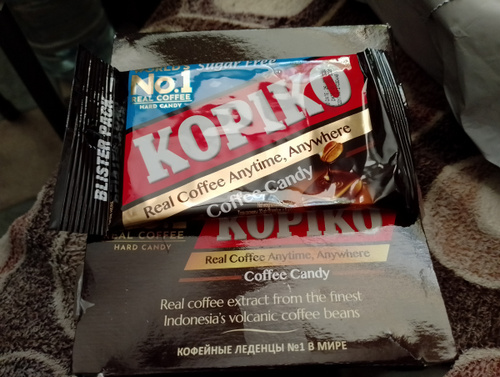 WORLD'S
Sugar Free
No.1
REAL COFFEE
HARD CANDY
BLISTER PACK
KOPIKO
Real Coffee Anytime, Anywhere
Coffee Candy
REAL COFFEE
HARD CANDY
KOPIKO
Real Coffee Anytime, Anywhere
Coffee Candy
Real coffee extract from the finest
Indonesia's volcanic coffee beans
КОФЕЙНЫЕ ЛЕДЕНЦЫ №1 В МИРЕ